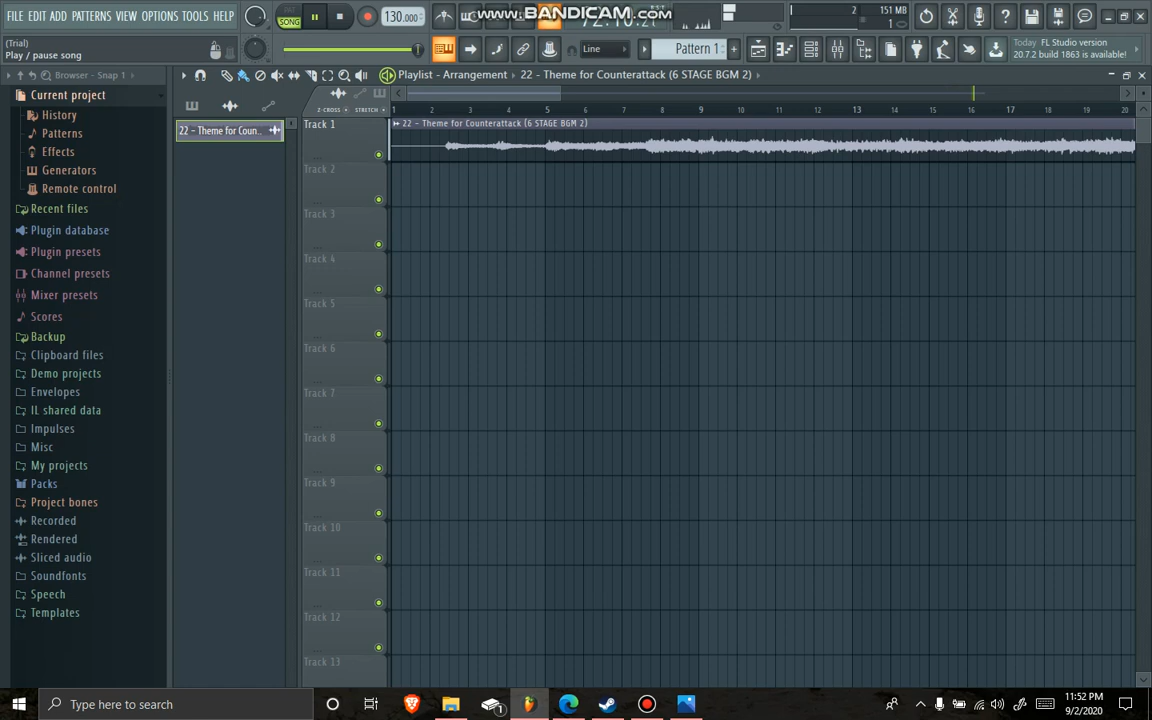 FILE EDIT ADD PATTERNS VIEW OPTIONS TOOLS HELP
PAT
SONG
130.000
WWW.BANDICAM.COM
2
151 MB
1
(Trial)
Play / pause song
Line
Pattern 1
Today FL Studio version
20.7.2 build 1863 is available!
Browser - Snap 1
Playlist - Arrangement > 22 - Theme for Counterattack (6 STAGE BGM 2)
Current project
History
Patterns
Effects
Generators
Remote control
Recent files
Plugin database
Plugin presets
Channel presets
Mixer presets
Scores
Backup
Clipboard files
Demo projects
Envelopes
IL shared data
Impulses
Misc
My projects
Packs
Project bones
Recorded
Rendered
Sliced audio
Soundfonts
Speech
Templates
22 - Theme for Coun...
Z-CROSS STRETCH
1 2 3 4 5 6 7 8 9 10 11 12 13 14 15 16 17 18 19 20
Track 1
22 - Theme for Counterattack (6 STAGE BGM 2)
Track 2
Track 3
Track 4
Track 5
Track 6
Track 7
Track 8
Track 9
Track 10
Track 11
Track 12
Track 13
Type here to search
1
11:52 PM
9/2/2020